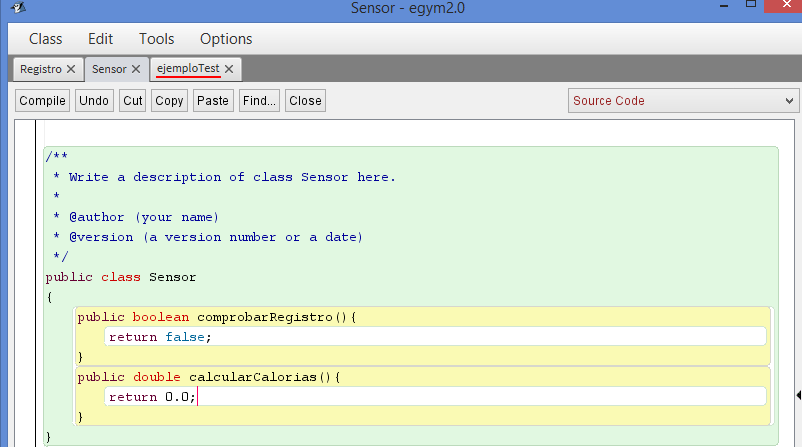 Sensor - egym2.0
Class Edit Tools Options
Registro Sensor ejemploTest
Compile Undo Cut Copy Paste Find... Close Source Code
/**
 * Write a description of class Sensor here.
 *
 * @author (your name)
 * @version (a version number or a date)
 */
public class Sensor
{
    public boolean comprobarRegistro(){
        return false;
    }
    public double calcularCalorias(){
        return 0.0;
    }
}